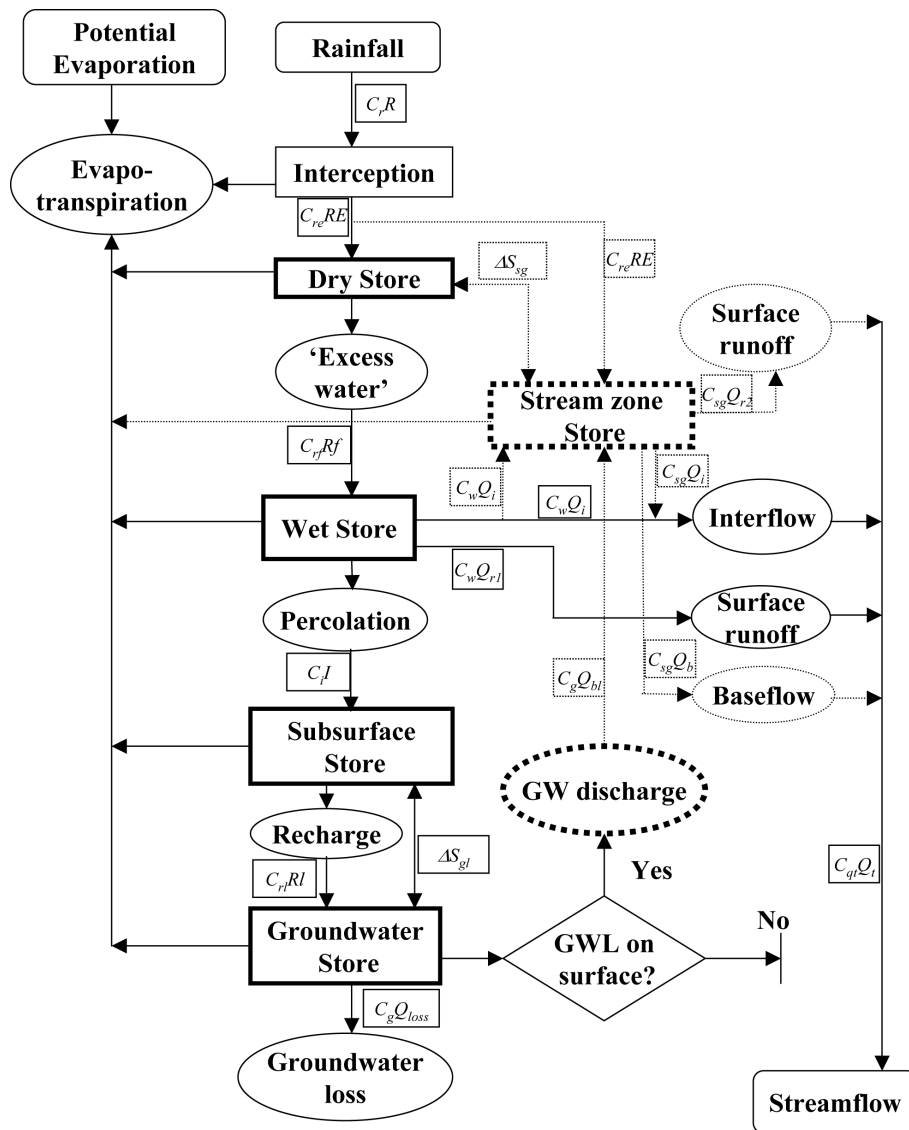 Potential
Evaporation
Rainfall
CᵣR
Evapo-
transpiration
Interception
CᵣₑRE
ΔSsg
CᵣₑRE
Dry Store
Surface
runoff
‘Excess
water’
Stream zone
Store
CsgQr2
CrfRf
CwQi
CwQi
CsgQi
Wet Store
Interflow
CwQr1
Percolation
Surface
runoff
CiI
CgQbl
CsgQb
Baseflow
Subsurface
Store
GW discharge
Recharge
ΔSgl
CrlRl
Yes
CqtQt
No
Groundwater
Store
GWL on
surface?
CgQloss
Groundwater
loss
Streamflow